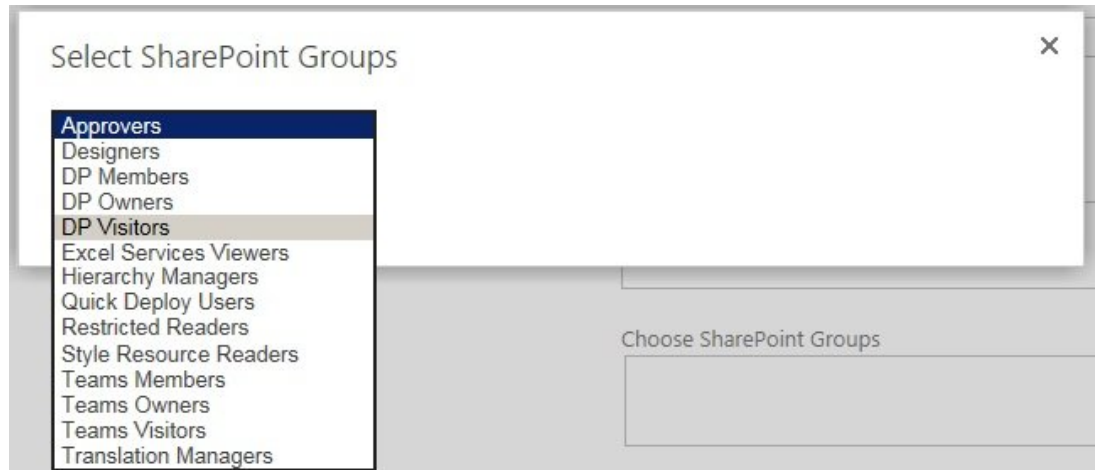 Select SharePoint Groups
Approvers
Designers
DP Members
DP Owners
DP Visitors
Excel Services Viewers
Hierarchy Managers
Quick Deploy Users
Restricted Readers
Style Resource Readers
Teams Members
Teams Owners
Teams Visitors
Translation Managers
Choose SharePoint Groups